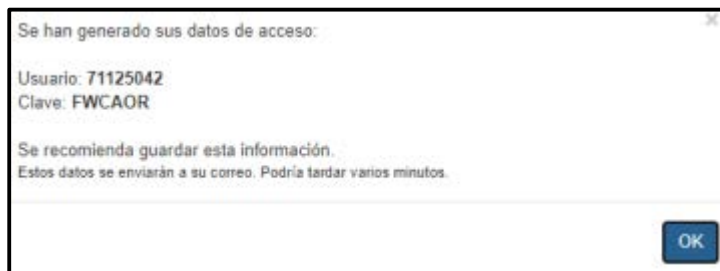 Se han generado sus datos de acceso:
Usuario: 71125042
Clave: FWCAOR
Se recomienda guardar esta información.
Estos datos se enviarán a su correo. Podría tardar varios minutos.
OK